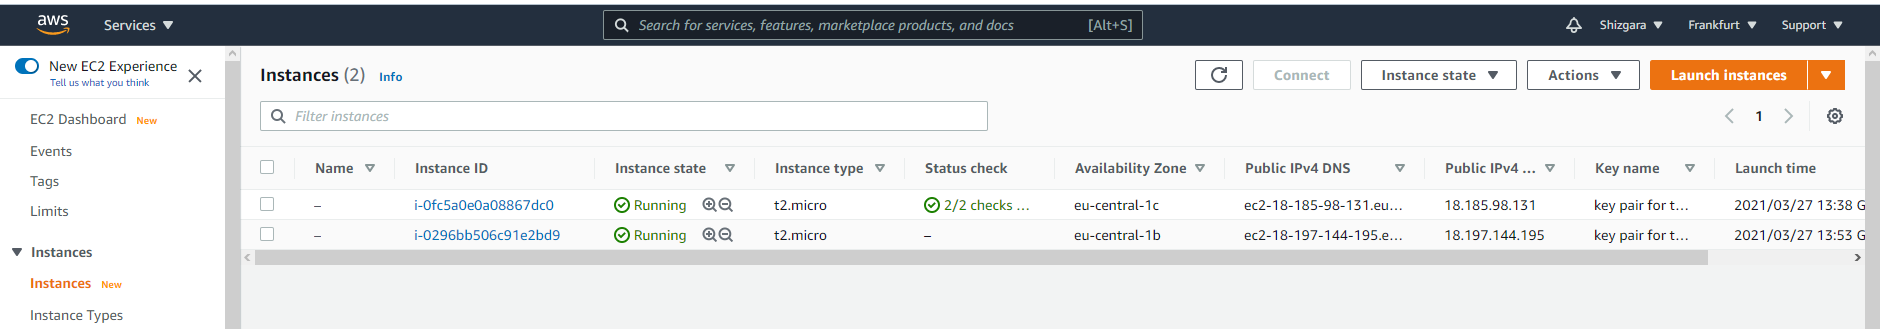 aws Services Search for services, features, marketplace products, and docs [Alt+S] Shizgara Frankfurt Support
New EC2 Experience
Tell us what you think
EC2 Dashboard New
Events
Tags
Limits
Instances
Instances New
Instance Types
Instances (2) Info Connect Instance state Actions Launch instances
Filter instances 1
Name Instance ID Instance state Instance type Status check Availability Zone Public IPv4 DNS Public IPv4 ... Key name Launch time
– i-0fc5a0e0a08867dc0 Running t2.micro 2/2 checks ... eu-central-1c ec2-18-185-98-131.eu... 18.185.98.131 key pair for t... 2021/03/27 13:38 G
– i-0296bb506c91e2bd9 Running t2.micro – eu-central-1b ec2-18-197-144-195.e... 18.197.144.195 key pair for t... 2021/03/27 13:53 G